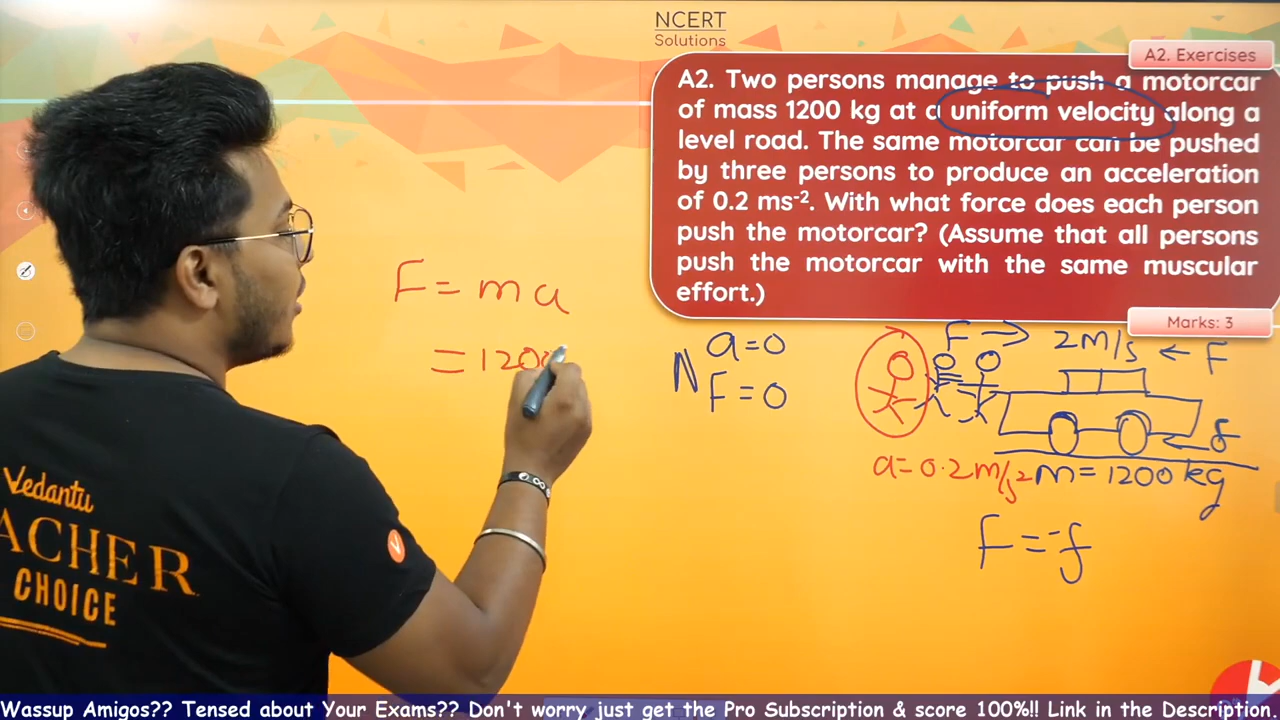 NCERT
Solutions
A2. Exercises
A2. Two persons manage to push a motorcar
of mass 1200 kg at a uniform velocity along a
level road. The same motorcar can be pushed
by three persons to produce an acceleration
of 0.2 ms⁻². With what force does each person
push the motorcar? (Assume that all persons
push the motorcar with the same muscular
effort.)
Marks: 3
F = ma
= 1200
N
a=0
F = 0
F → 2 m/s ← F
a=0.2 m/s² m = 1200 kg
F = -f
Vedantu
ACHER
CHOICE
Wassup Amigos?? Tensed about Your Exams?? Don't worry just get the Pro Subscription & score 100%!! Link in the Description.